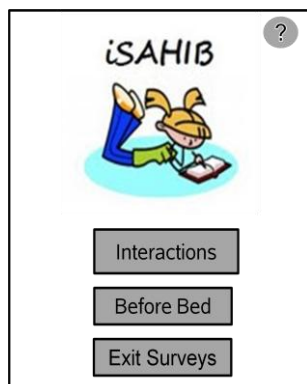 ?
iSAHIB
Interactions
Before Bed
Exit Surveys